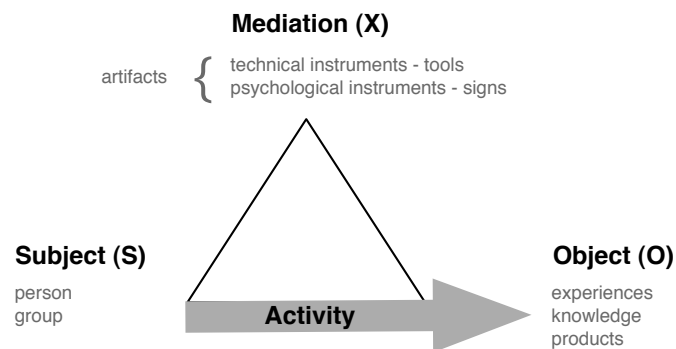 Mediation (X)
artifacts { technical instruments - tools
psychological instruments - signs
Subject (S)
person
group
Activity
Object (O)
experiences
knowledge
products